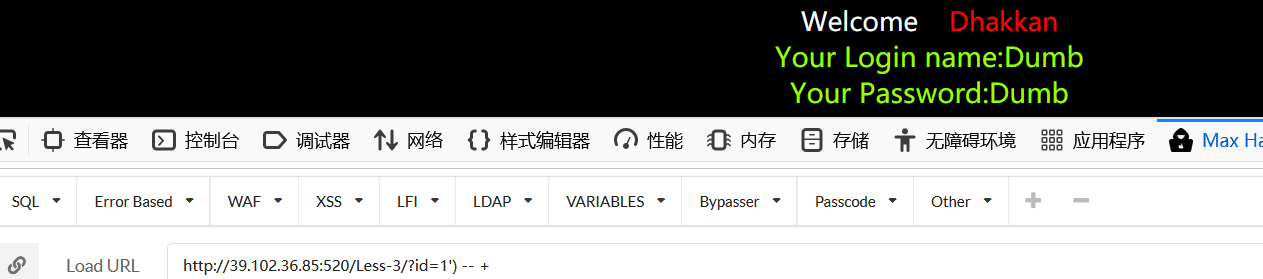 Welcome Dhakkan
Your Login name:Dumb
Your Password:Dumb
查看器 控制台 调试器 网络 样式编辑器 性能 内存 存储 无障碍环境 应用程序 Max Ha
SQL Error Based WAF XSS LFI LDAP VARIABLES Bypasser Passcode Other
Load URL http://39.102.36.85:520/Less-3/?id=1') -- +